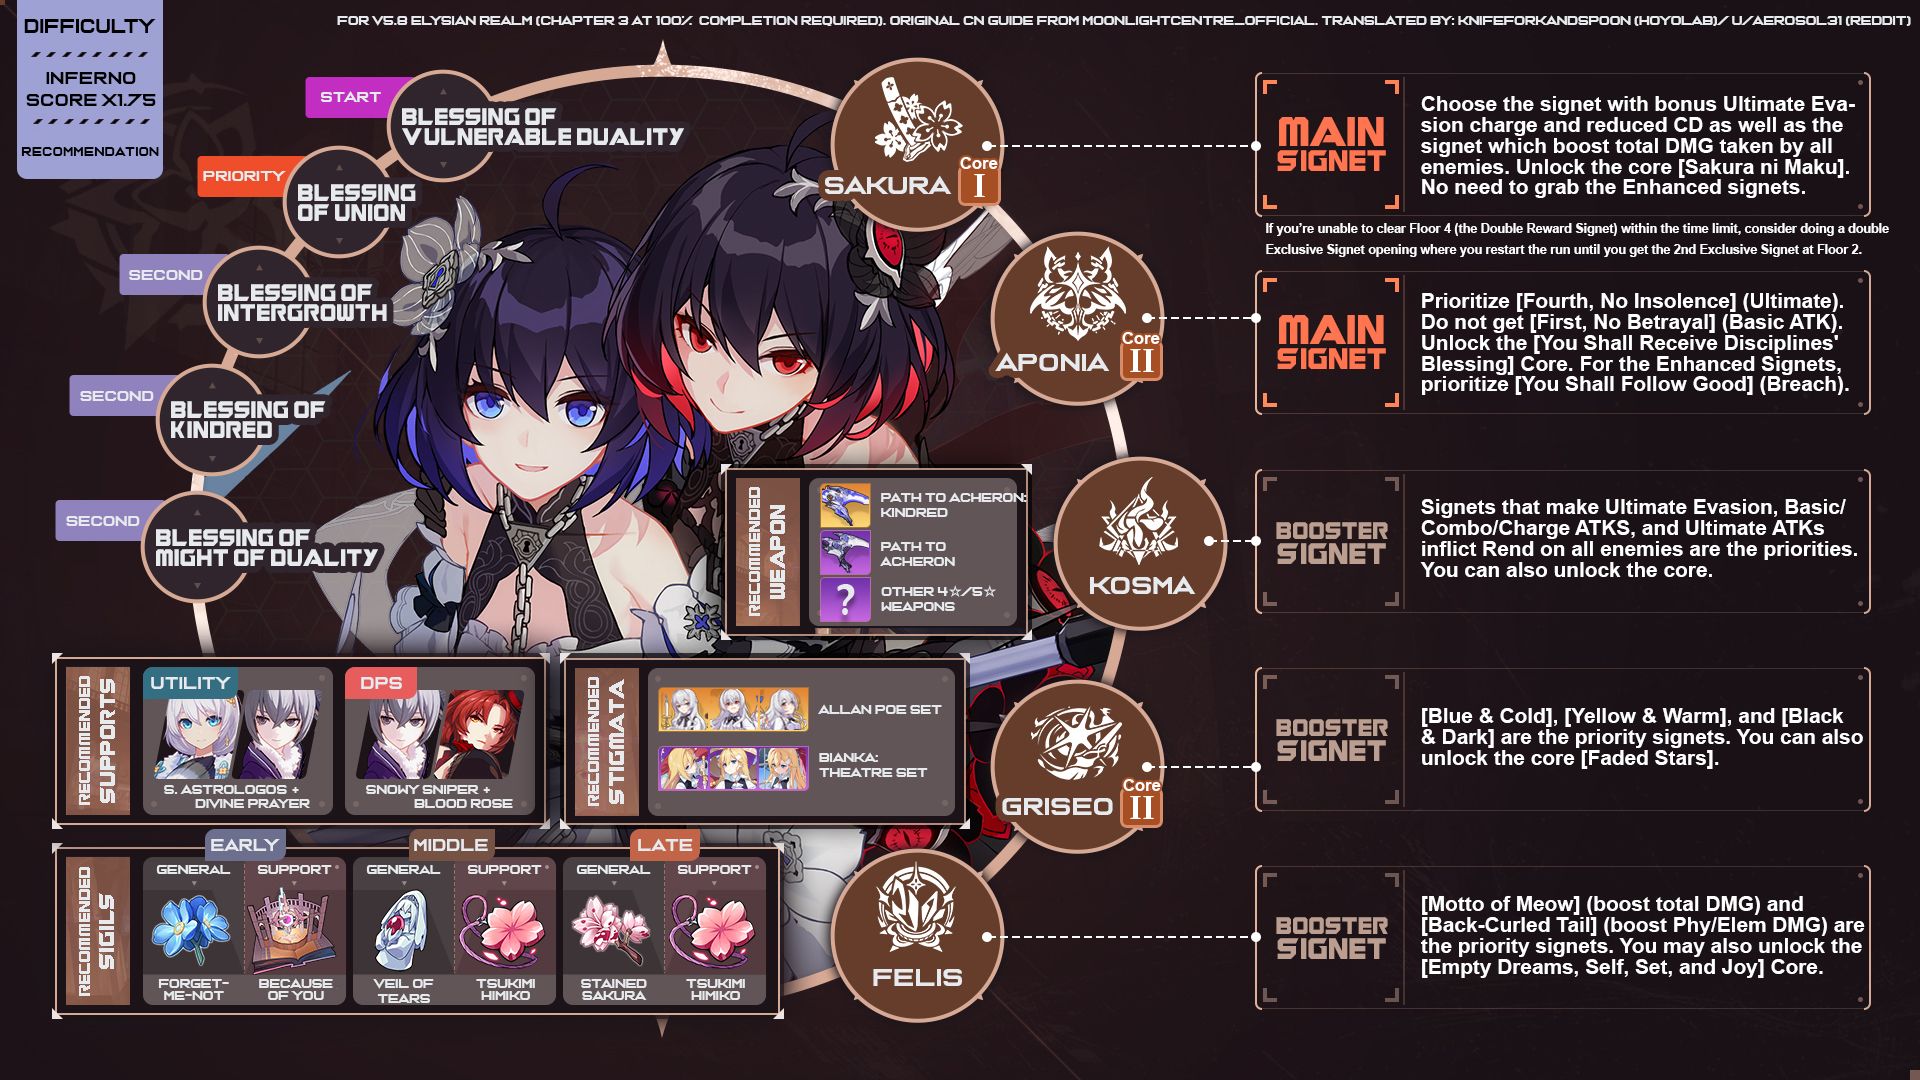 FOR V5.8 ELYSIAN REALM (CHAPTER 3 AT 100% COMPLETION REQUIRED). ORIGINAL CN GUIDE FROM MOONLIGHTCENTRE_OFFICIAL. TRANSLATED BY: KNIFEFORKANDSPOON (HOYOLAB)/ U/AEROSOL31 (REDDIT)
DIFFICULTY
INFERNO
SCORE X1.75
RECOMMENDATION
START
BLESSING OF
VULNERABLE DUALITY
PRIORITY
BLESSING
OF UNION
SECOND
BLESSING OF
INTERGROWTH
SECOND
BLESSING OF
KINDRED
SECOND
BLESSING OF
MIGHT OF DUALITY
SAKURA
Core
I
MAIN
SIGNET
Choose the signet with bonus Ultimate Eva-
sion charge and reduced CD as well as the
signet which boost total DMG taken by all
enemies. Unlock the core [Sakura ni Maku].
No need to grab the Enhanced signets.
If you're unable to clear Floor 4 (the Double Reward Signet) within the time limit, consider doing a double
Exclusive Signet opening where you restart the run until you get the 2nd Exclusive Signet at Floor 2.
APONIA
Core
II
MAIN
SIGNET
Prioritize [Fourth, No Insolence] (Ultimate).
Do not get [First, No Betrayal] (Basic ATK).
Unlock the [You Shall Receive Disciplines'
Blessing] Core. For the Enhanced Signets,
prioritize [You Shall Follow Good] (Breach).
KOSMA
BOOSTER
SIGNET
Signets that make Ultimate Evasion, Basic/
Combo/Charge ATKS, and Ultimate ATKs
inflict Rend on all enemies are the priorities.
You can also unlock the core.
GRISEO
Core
II
BOOSTER
SIGNET
[Blue & Cold], [Yellow & Warm], and [Black
& Dark] are the priority signets. You can also
unlock the core [Faded Stars].
FELIS
BOOSTER
SIGNET
[Motto of Meow] (boost total DMG) and
[Back-Curled Tail] (boost Phy/Elem DMG) are
the priority signets. You may also unlock the
[Empty Dreams, Self, Set, and Joy] Core.
RECOMMENDED
WEAPON
PATH TO ACHERON:
KINDRED
PATH TO
ACHERON
?
OTHER 4☆/5☆
WEAPONS
RECOMMENDED
SUPPORTS
UTILITY
S. ASTROLOGOS +
DIVINE PRAYER
DPS
SNOWY SNIPER +
BLOOD ROSE
RECOMMENDED
STIGMATA
ALLAN POE SET
BIANKA:
THEATRE SET
RECOMMENDED
SIGILS
EARLY
GENERAL
SUPPORT
FORGET-
ME-NOT
BECAUSE
OF YOU
MIDDLE
GENERAL
SUPPORT
VEIL OF
TEARS
TSUKIMI
HIMIKO
LATE
GENERAL
SUPPORT
STAINED
SAKURA
TSUKIMI
HIMIKO